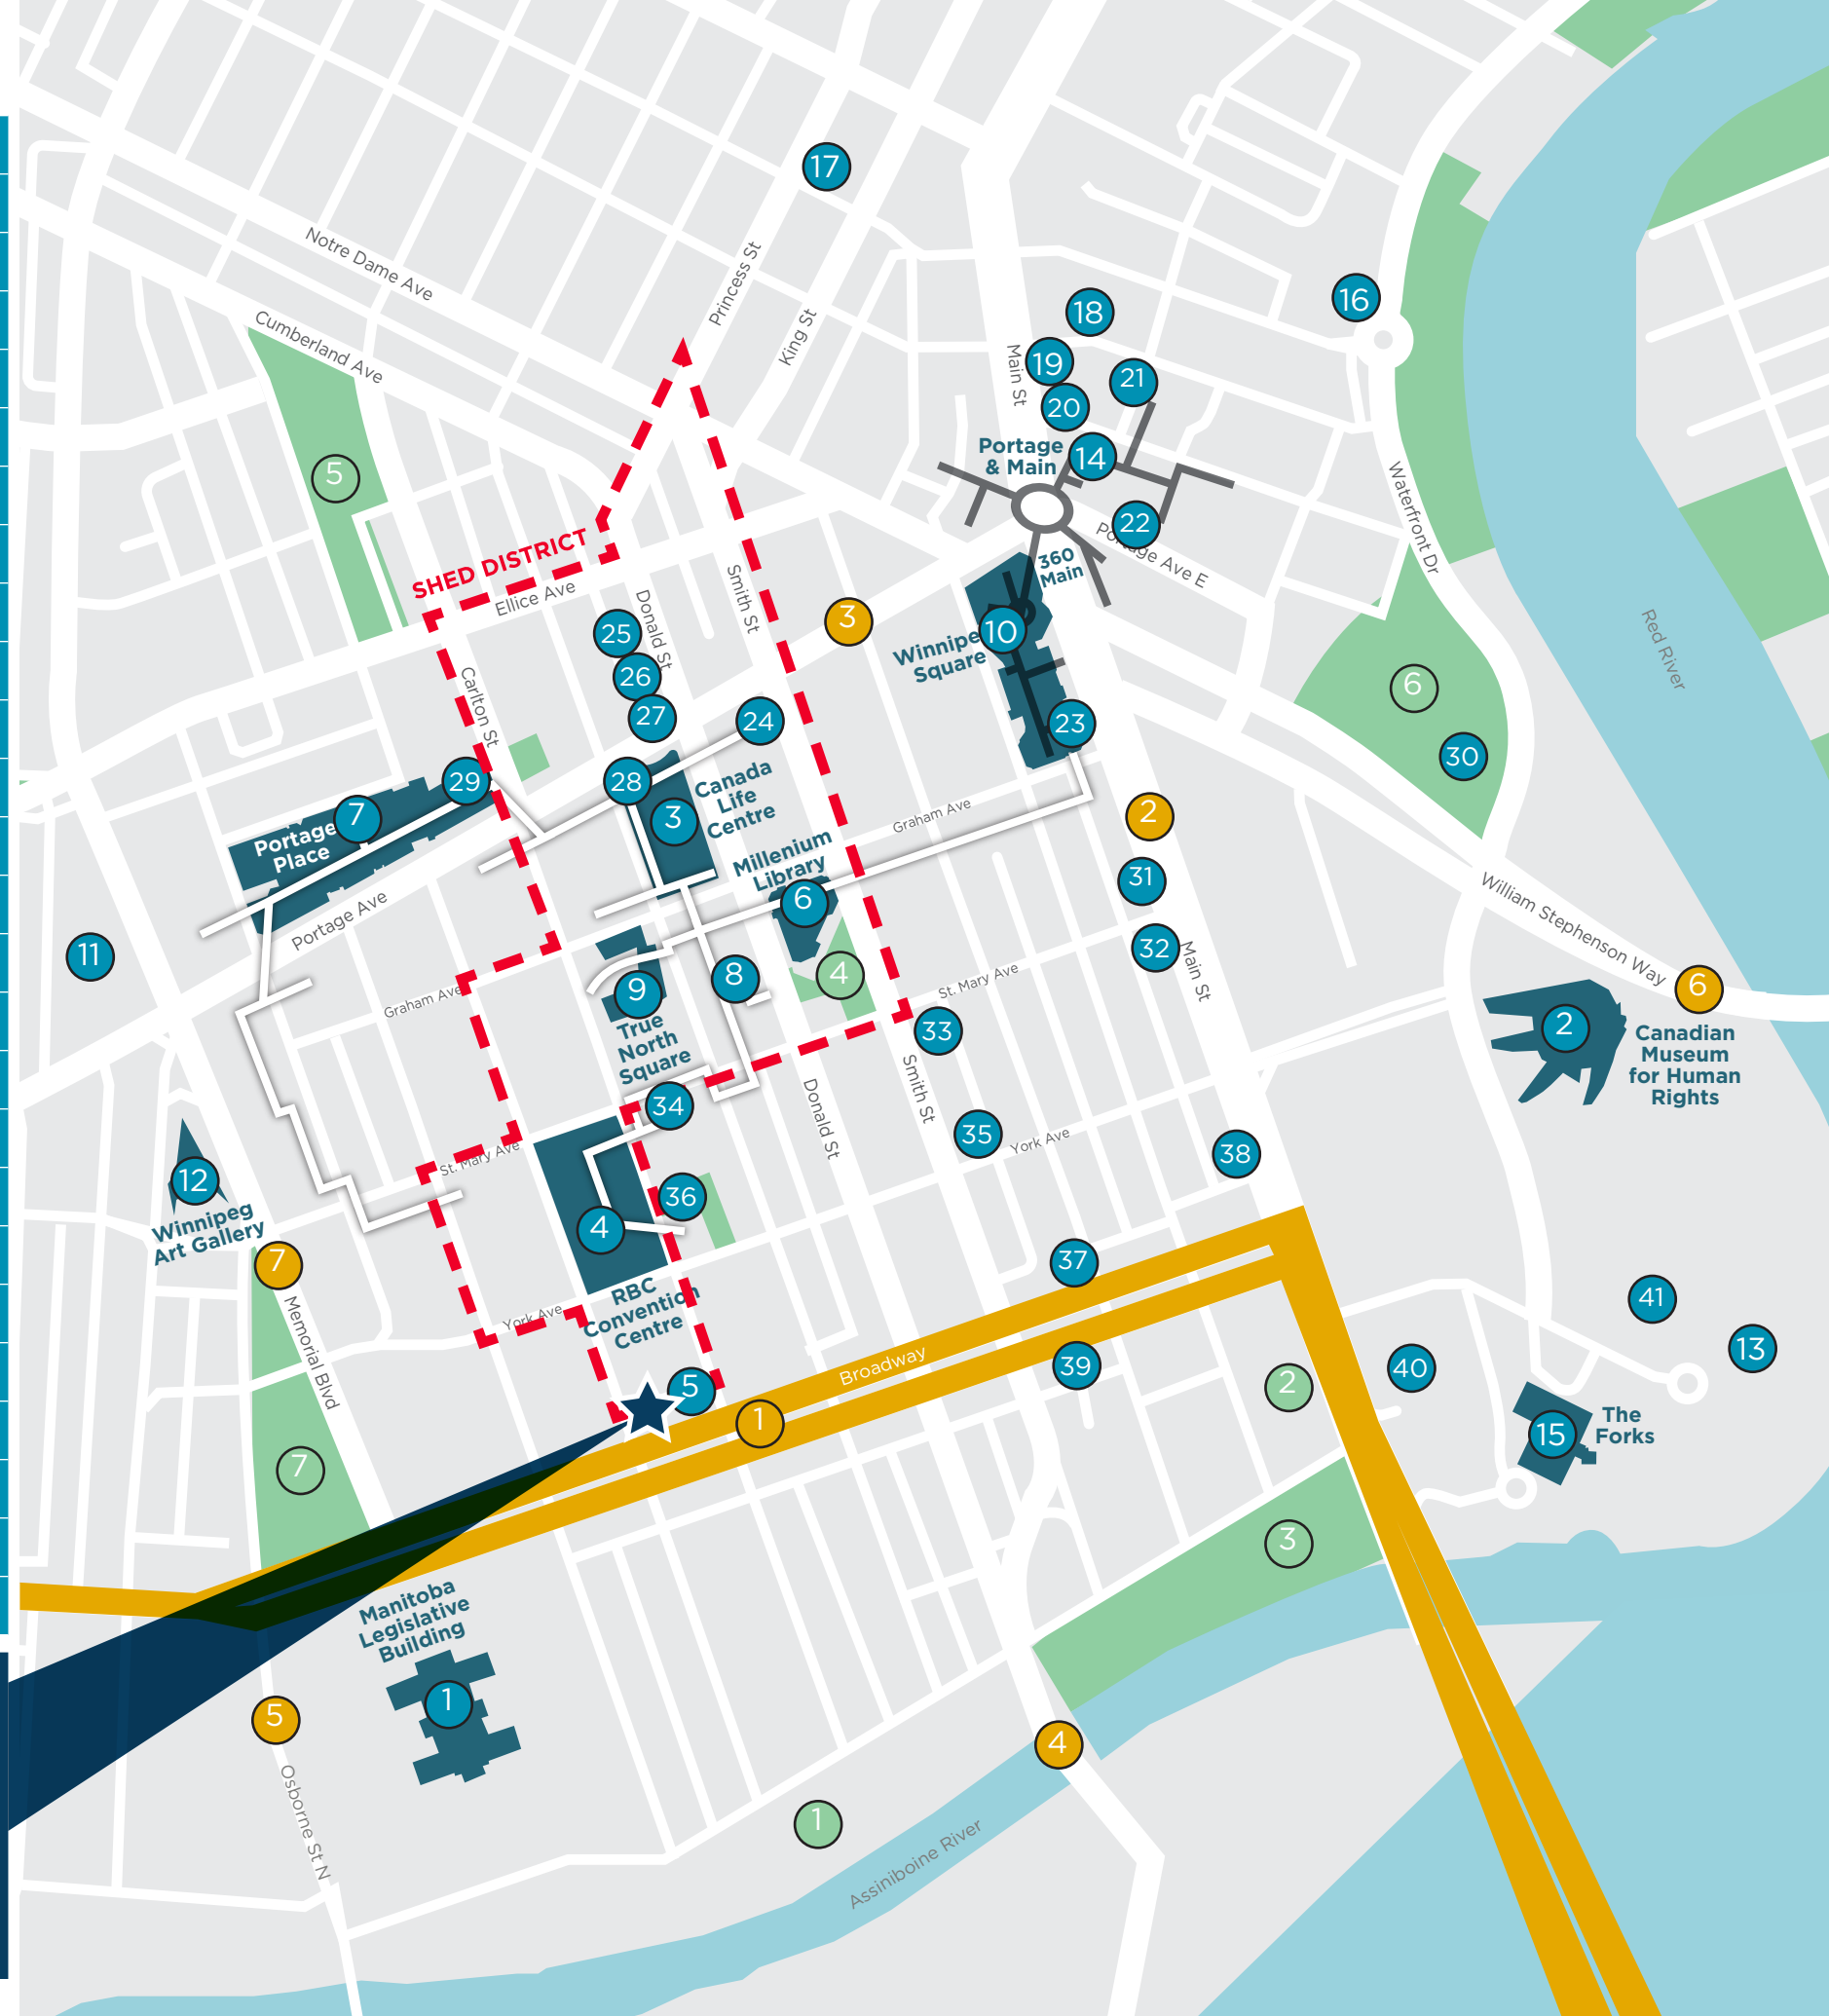 17
Notre Dame Ave
Princess St
King St
Cumberland Ave
16
18
Main St
19
21
20
5
Portage
& Main
14
Waterfront Dr
22
Portage Ave E
SHED DISTRICT
Ellice Ave
360
Main
Smith St
Donald St
25
3
10
Winnipe
Square
Red River
26
6
Carlton St
27
24
23
30
29
28
Canada
Life
Centre
3
7
Portage
Place
Graham Ave
2
Millenium
Library
31
6
William Stephenson Way
Portage Ave
11
32
Main St
8
4
St. Mary Ave
6
9
Graham Ave
True
North
Square
33
2
Canadian
Museum
for Human
Rights
Smith St
Donald St
34
35
York Ave
38
St. Mary Ave
12
Winnipeg
Art Gallery
36
4
7
37
RBC
Convention
Centre
York Ave
Memorial Blvd
41
13
Broadway
39
5
2
40
1
The
Forks
15
7
3
Manitoba
Legislative
Building
1
5
4
Osborne St N
1
Assiniboine River